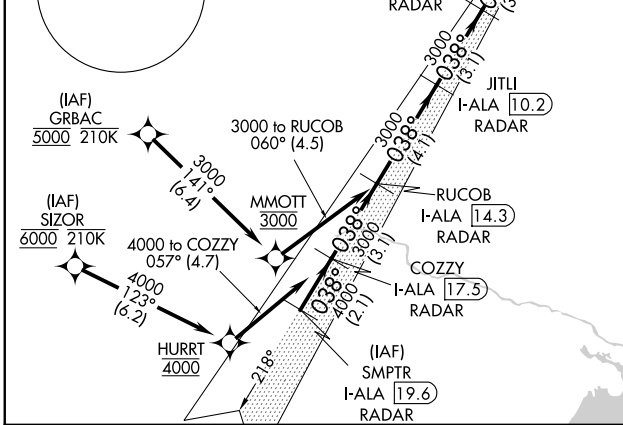 RADAR
(IAF)
GRBAC
5000 210K
3000
141°
(6.4)
3000 to RUCOB
060° (4.5)
MMOTT
3000
(IAF)
SIZOR
6000 210K
4000
123°
(6.2)
4000 to COZZY
057° (4.7)
HURRT
4000
218°
038°
3000
038°
(3.1)
JITLI
I-ALA 10.2
RADAR
3000
038°
(4.1)
RUCOB
I-ALA 14.3
RADAR
038°
3000
(3.1)
COZZY
I-ALA 17.5
RADAR
038°
4000
(2.1)
(IAF)
SMPTR
I-ALA 19.6
RADAR